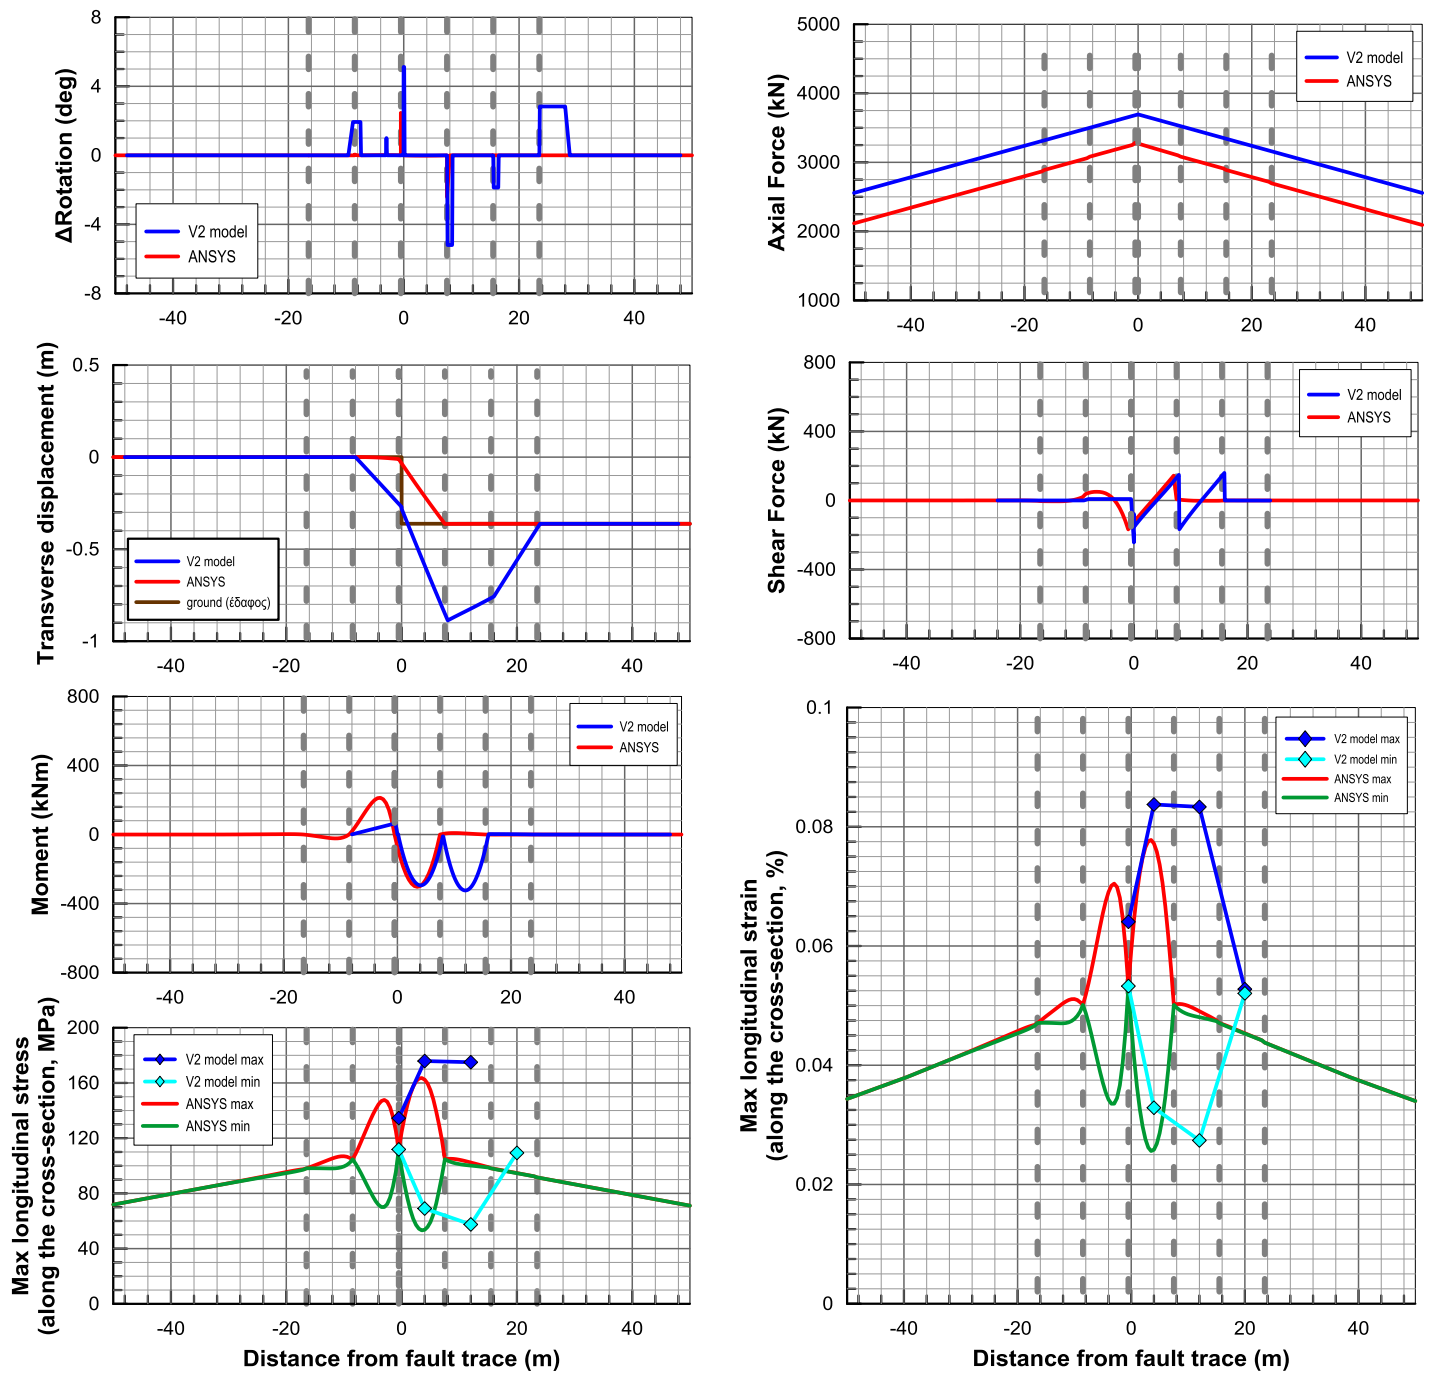 ΔRotation (deg)
8
4
0
-4
-8
V2 model
ANSYS
-40
-20
0
20
40
Axial Force (kN)
5000
4000
3000
2000
1000
V2 model
ANSYS
-40
-20
0
20
40
Transverse displacement (m)
0.5
0
-0.5
-1
V2 model
ANSYS
ground (έδαφος)
-40
-20
0
20
40
Shear Force (kN)
800
400
0
-400
-800
V2 model
ANSYS
-40
-20
0
20
40
Moment (kNm)
800
400
0
-400
-800
V2 model
ANSYS
-40
-20
0
20
40
Max longitudinal stress
(along the cross-section, MPa)
200
160
120
80
40
0
V2 model max
V2 model min
ANSYS max
ANSYS min
-40
-20
0
20
40
Distance from fault trace (m)
Max longitudinal strain
(along the cross-section, %)
0.1
0.08
0.06
0.04
0.02
0
V2 model max
V2 model min
ANSYS max
ANSYS min
-40
-20
0
20
40
Distance from fault trace (m)